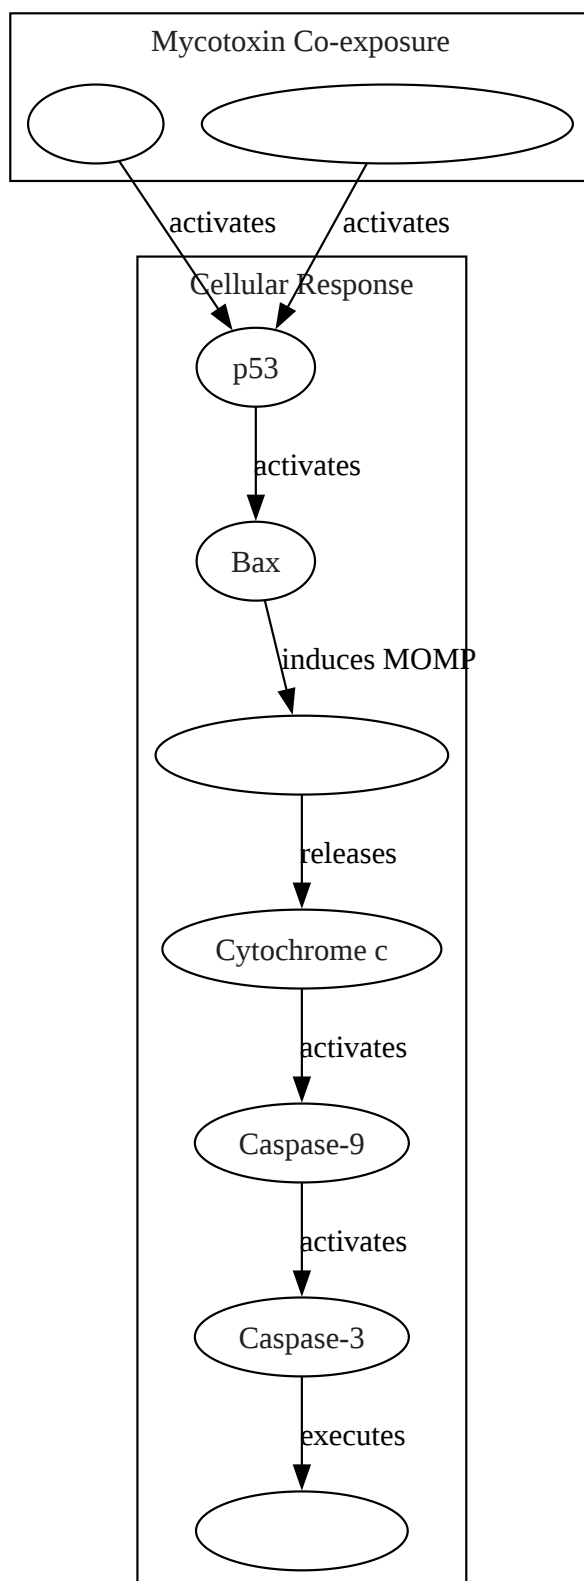 Mycotoxin Co-exposure
activates
activates
Cellular Response
p53
activates
Bax
induces MOMP
releases
Cytochrome c
activates
Caspase-9
activates
Caspase-3
executes